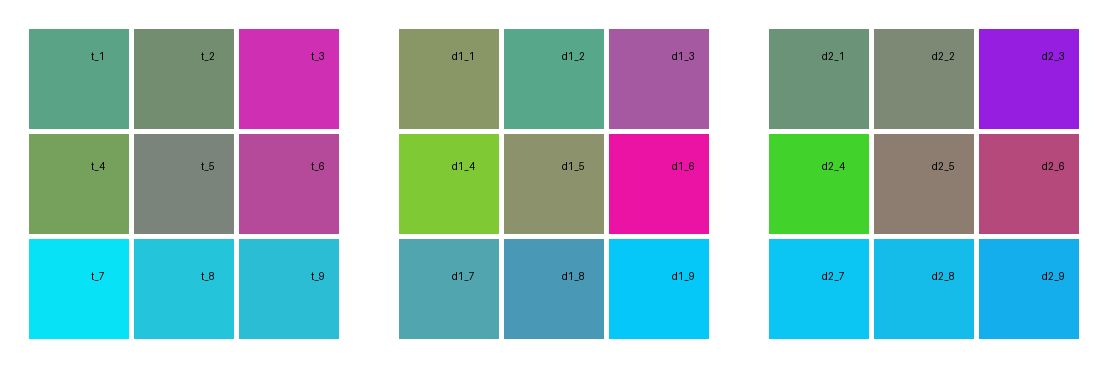 t_1 t_2 t_3 d1_1 d1_2 d1_3 d2_1 d2_2 d2_3
t_4 t_5 t_6 d1_4 d1_5 d1_6 d2_4 d2_5 d2_6
t_7 t_8 t_9 d1_7 d1_8 d1_9 d2_7 d2_8 d2_9